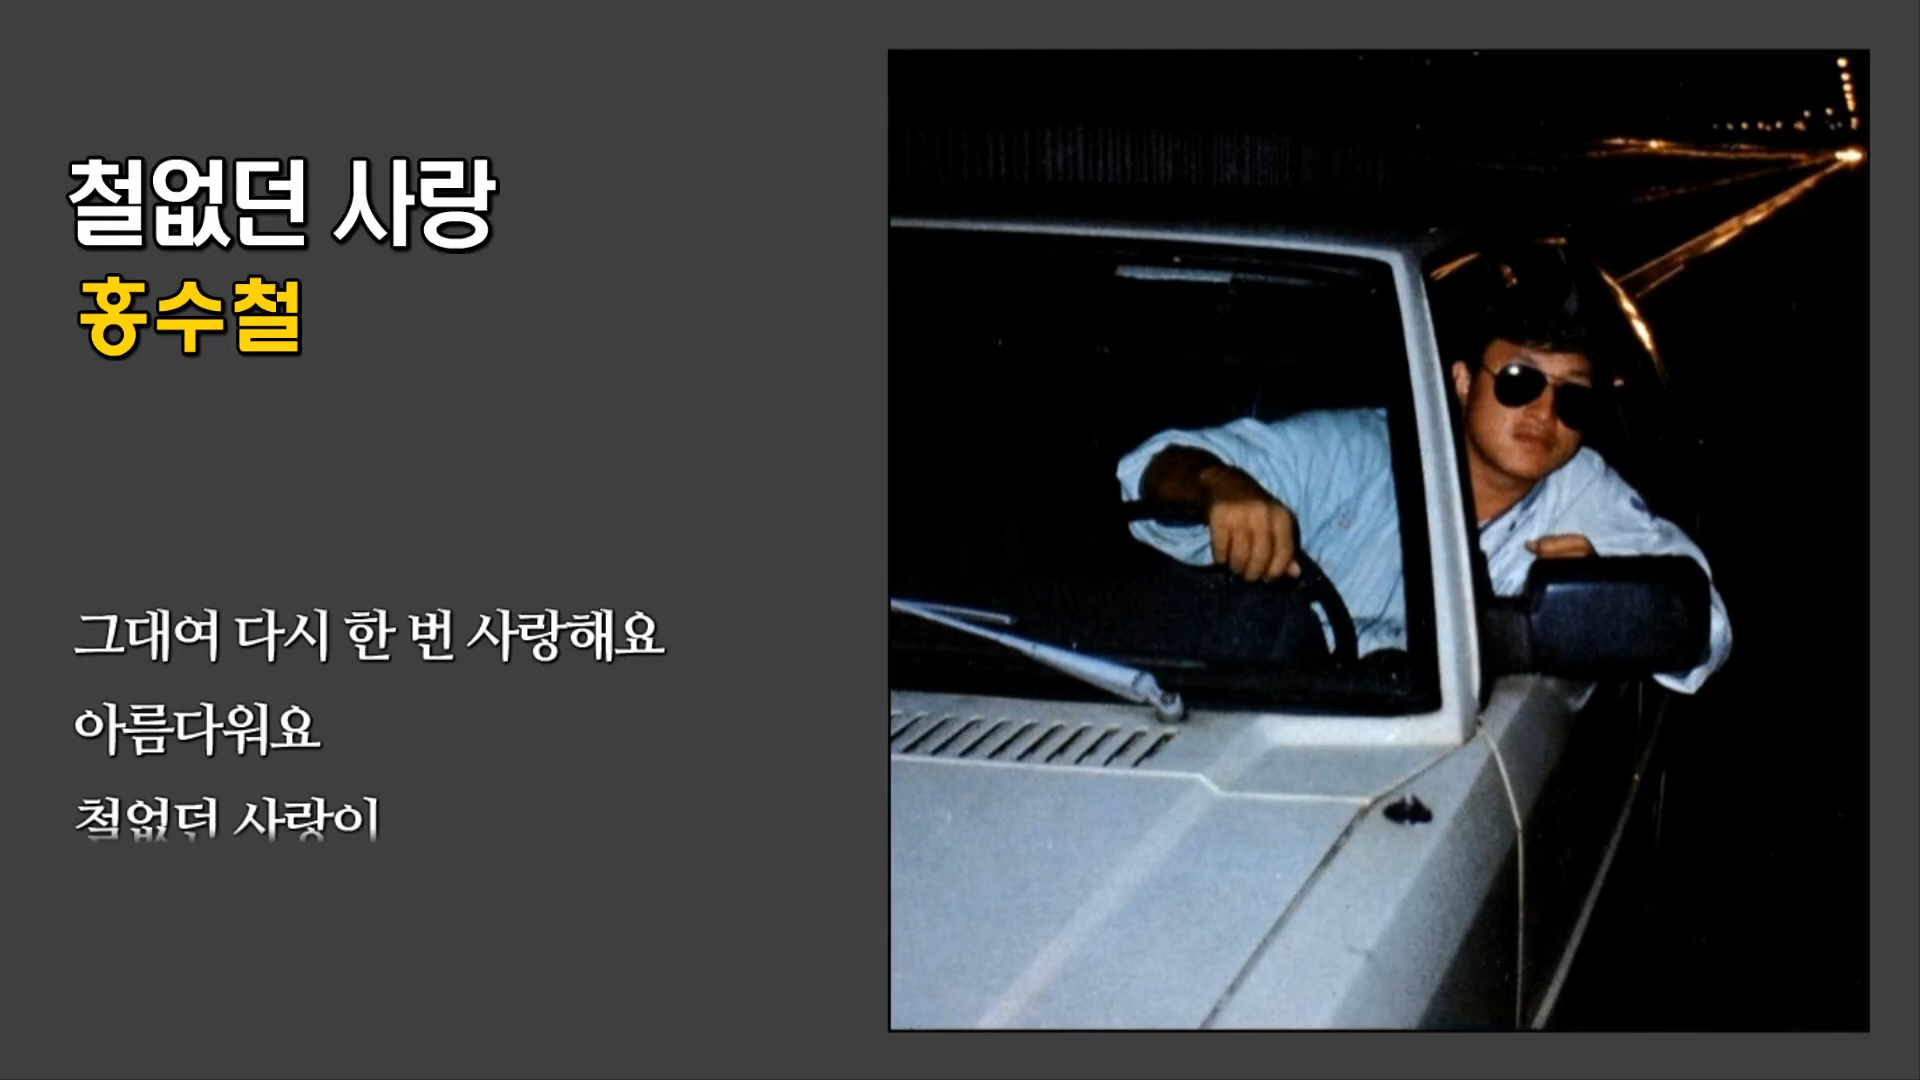 철없던 사랑
홍수철
그대여 다시 한 번 사랑해요
아름다워요
철없던 사랑이